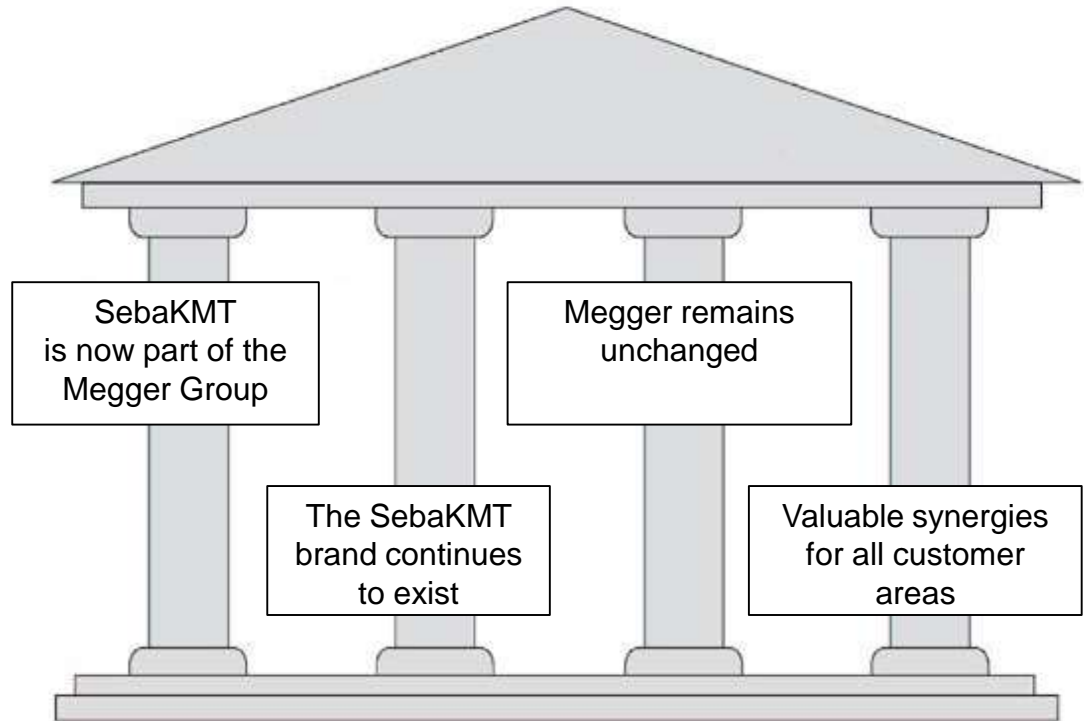 SebaKMT
is now part of the
Megger Group
The SebaKMT
brand continues
to exist
Megger remains
unchanged
Valuable synergies
for all customer
areas